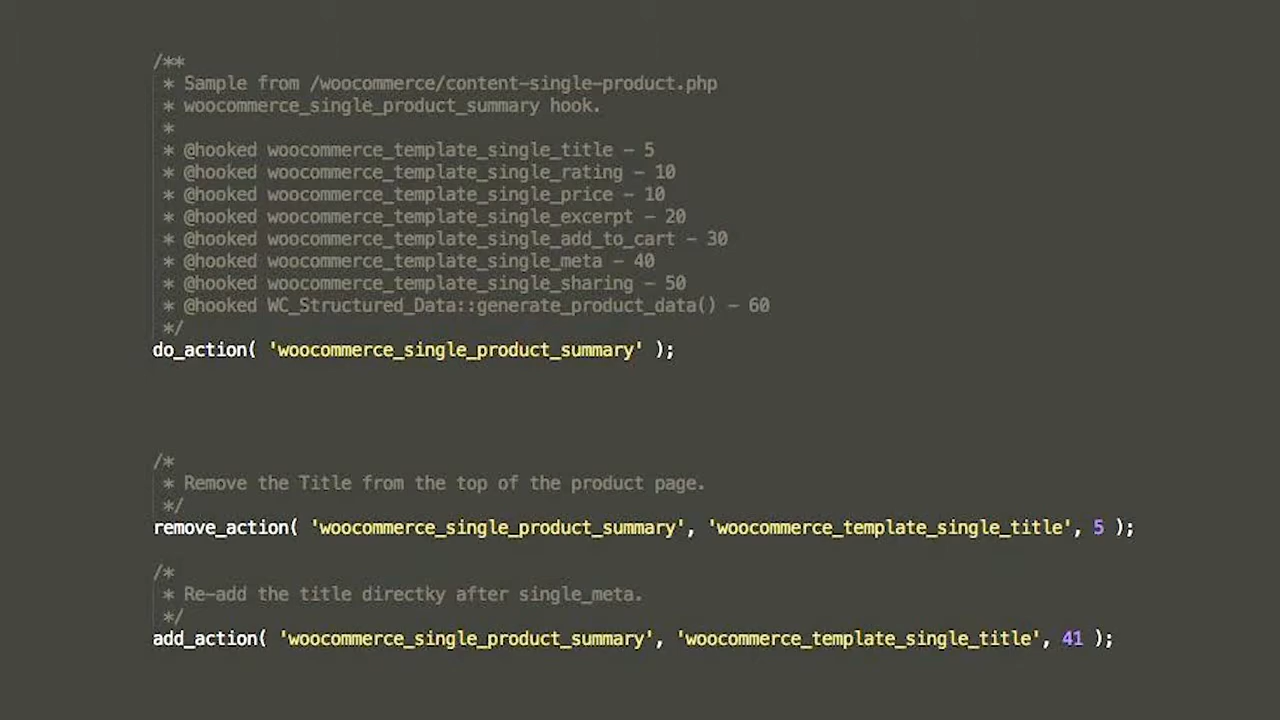 /**
* Sample from /woocommerce/content-single-product.php
* woocommerce_single_product_summary hook.
*
* @hooked woocommerce_template_single_title - 5
* @hooked woocommerce_template_single_rating - 10
* @hooked woocommerce_template_single_price - 10
* @hooked woocommerce_template_single_excerpt - 20
* @hooked woocommerce_template_single_add_to_cart - 30
* @hooked woocommerce_template_single_meta - 40
* @hooked woocommerce_template_single_sharing - 50
* @hooked WC_Structured_Data::generate_product_data() - 60
*/
do_action( 'woocommerce_single_product_summary' );
/*
* Remove the Title from the top of the product page.
*/
remove_action( 'woocommerce_single_product_summary', 'woocommerce_template_single_title', 5 );
/*
* Re-add the title directky after single_meta.
*/
add_action( 'woocommerce_single_product_summary', 'woocommerce_template_single_title', 41 );